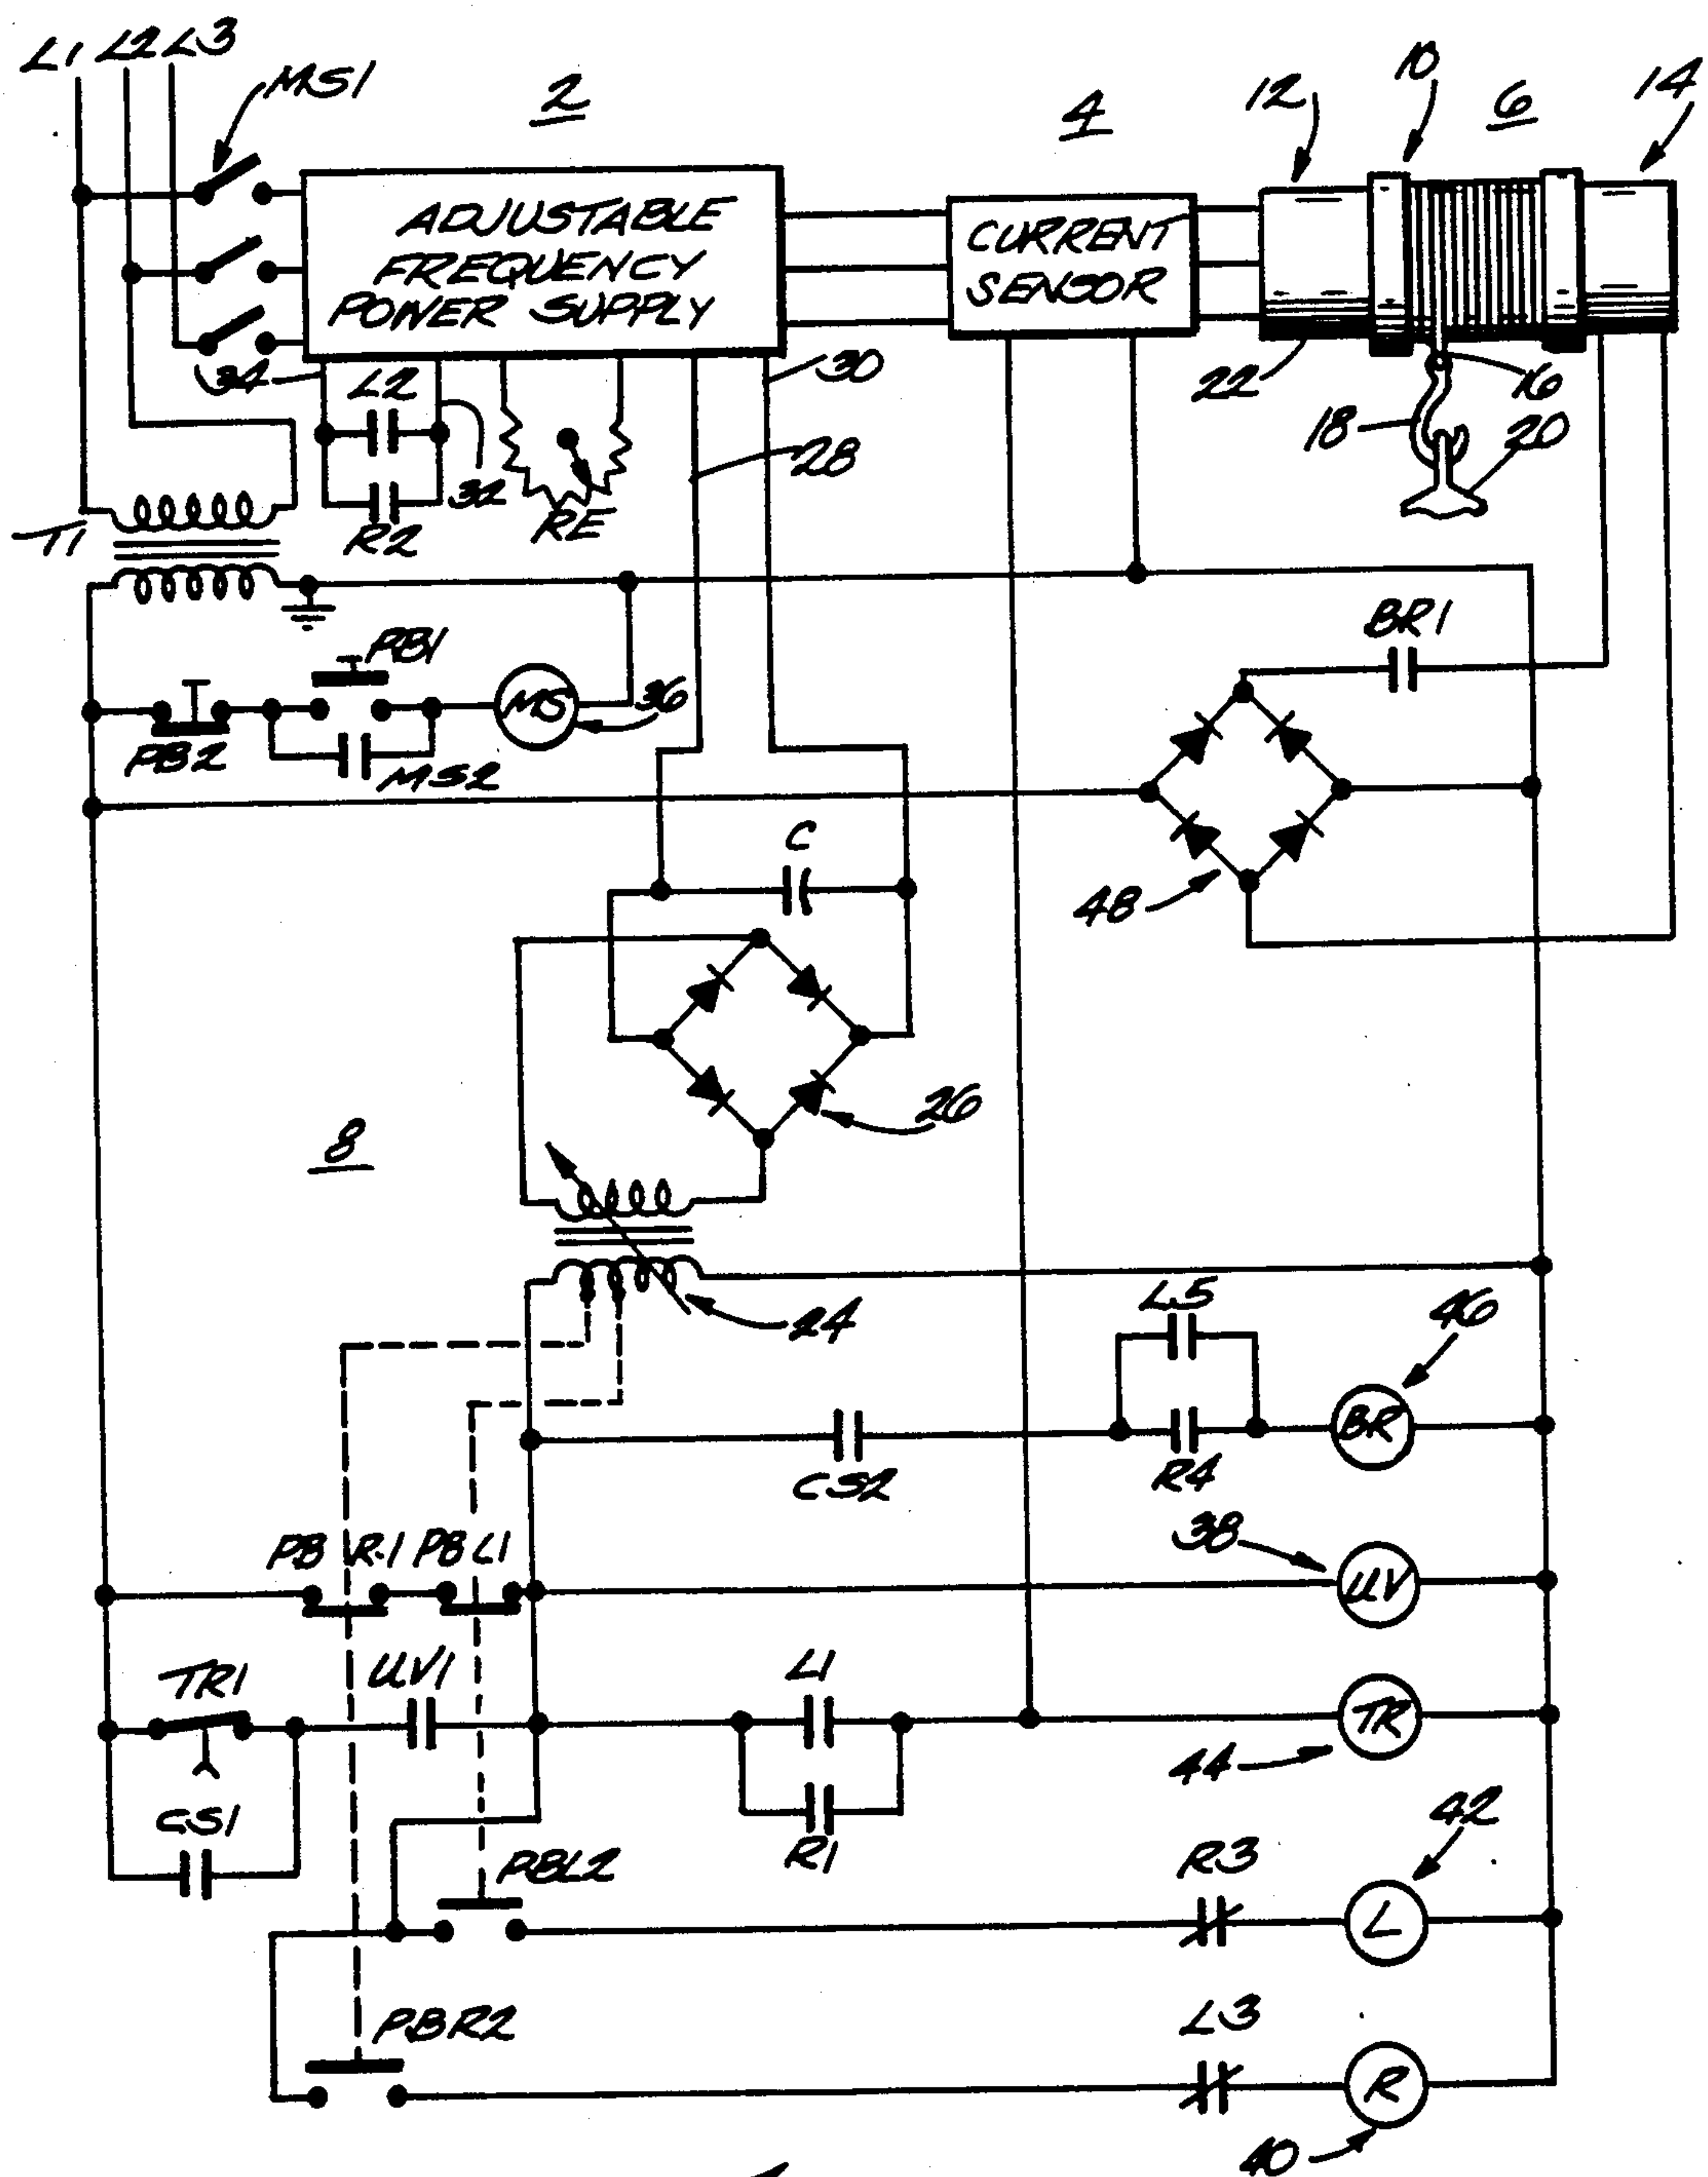 L1 L2 L3
MS1
2
4
12
10
6
14
ADJUSTABLE
FREQUENCY
POWER SUPPLY
CURRENT
SENSOR
34
L2
30
22
16
18
20
28
32
R2
RE
T1
BR1
PB1
MS
36
PB2
MS2
C
48
26
8
24
L5
46
BR
CS2
R4
38
PB R1 PB L1
UV
TR1
UV1
L1
TR
44
CS1
R1
42
PBL2
R3
L
PBR2
L3
R
40